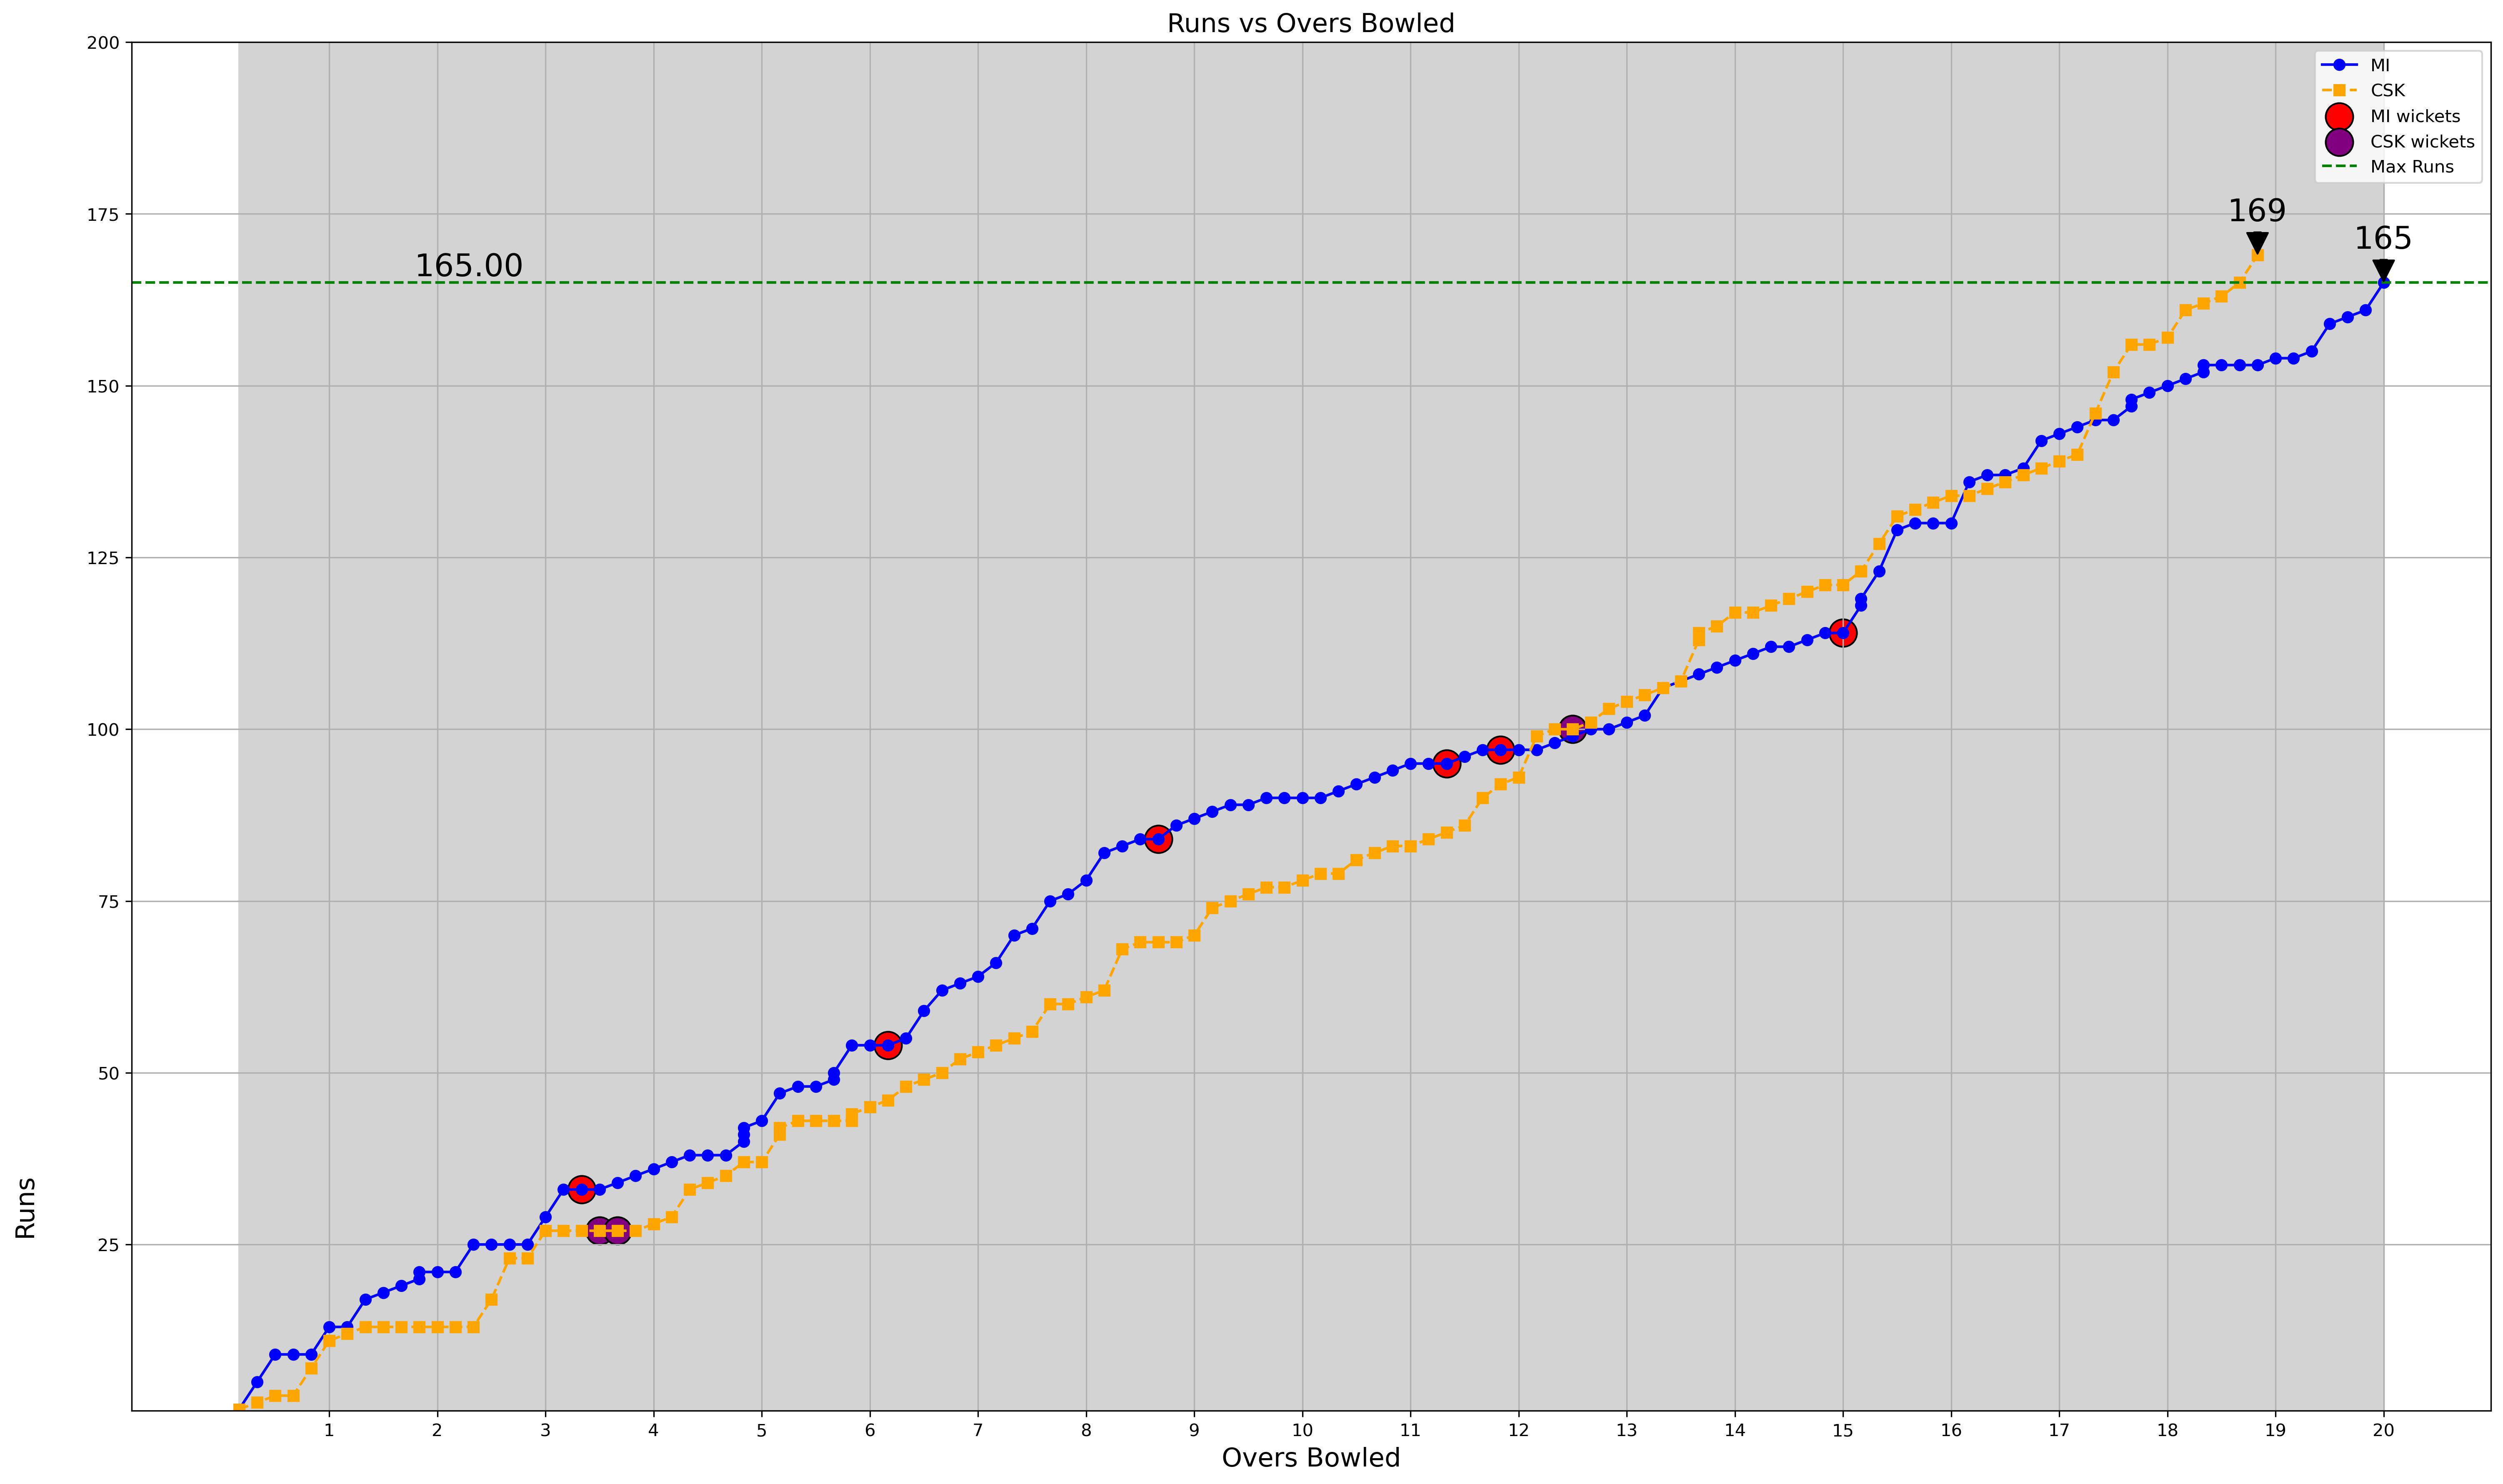 Runs vs Overs Bowled
200
175
150
125
100
75
50
25
Runs
MI
CSK
MI wickets
CSK wickets
Max Runs
169
165
165.00
1 2 3 4 5 6 7 8 9 10 11 12 13 14 15 16 17 18 19 20
Overs Bowled